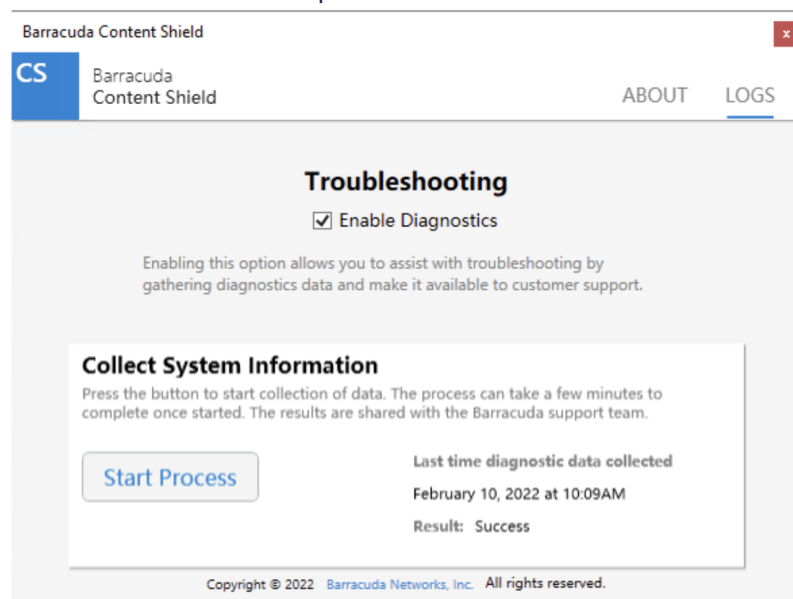 Barracuda Content Shield
x
CS
Barracuda
Content Shield
ABOUT
LOGS
Troubleshooting
Enable Diagnostics
Enabling this option allows you to assist with troubleshooting by
gathering diagnostics data and make it available to customer support.
Collect System Information
Press the button to start collection of data. The process can take a few minutes to
complete once started. The results are shared with the Barracuda support team.
Start Process
Last time diagnostic data collected
February 10, 2022 at 10:09AM
Result: Success
Copyright © 2022 Barracuda Networks, Inc. All rights reserved.